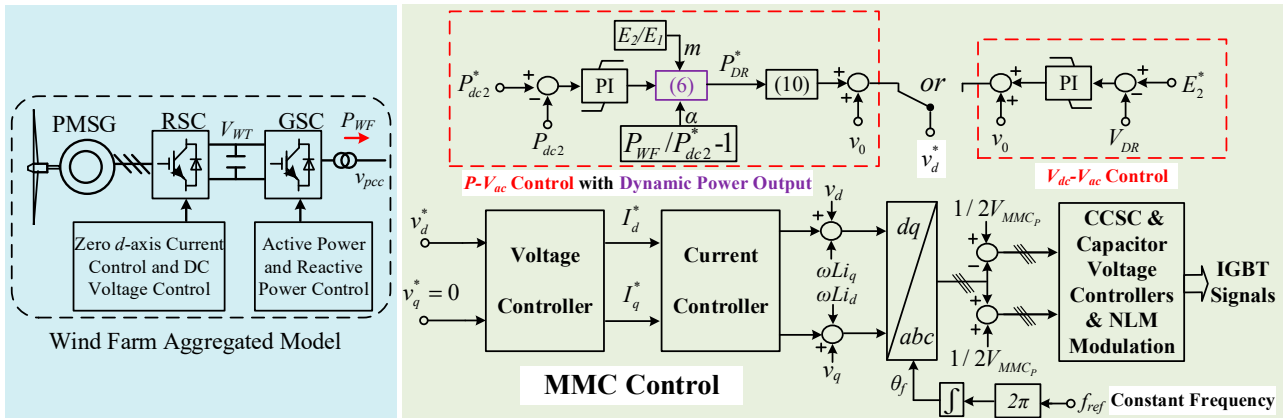 PMSG
RSC
V_WT
GSC
P_WF
v_pcc
Zero d-axis Current
Control and DC
Voltage Control
Active Power
and Reactive
Power Control
Wind Farm Aggregated Model
E_2/E_1
m
P*_dc2
+
-
P_dc2
PI
(6)
α
P_WF/P*_dc2-1
P*_DR
(10)
+
+
v_0
or
v*_d
P-V_ac Control with Dynamic Power Output
+
+
v_0
PI
+
-
E*_2
V_DR
V_dc-V_ac Control
v*_d
v*_q = 0
Voltage
Controller
I*_d
I*_q
Current
Controller
v_d
+
+
-
ωLi_q
ωLi_d
+
+
+
v_q
dq
abc
θ_f
1/2V_MMC_P
+
-
+
+
1/2V_MMC_P
CCSC &
Capacitor
Voltage
Controllers
& NLM
Modulation
IGBT
Signals
MMC Control
∫
2π
f_ref
Constant Frequency